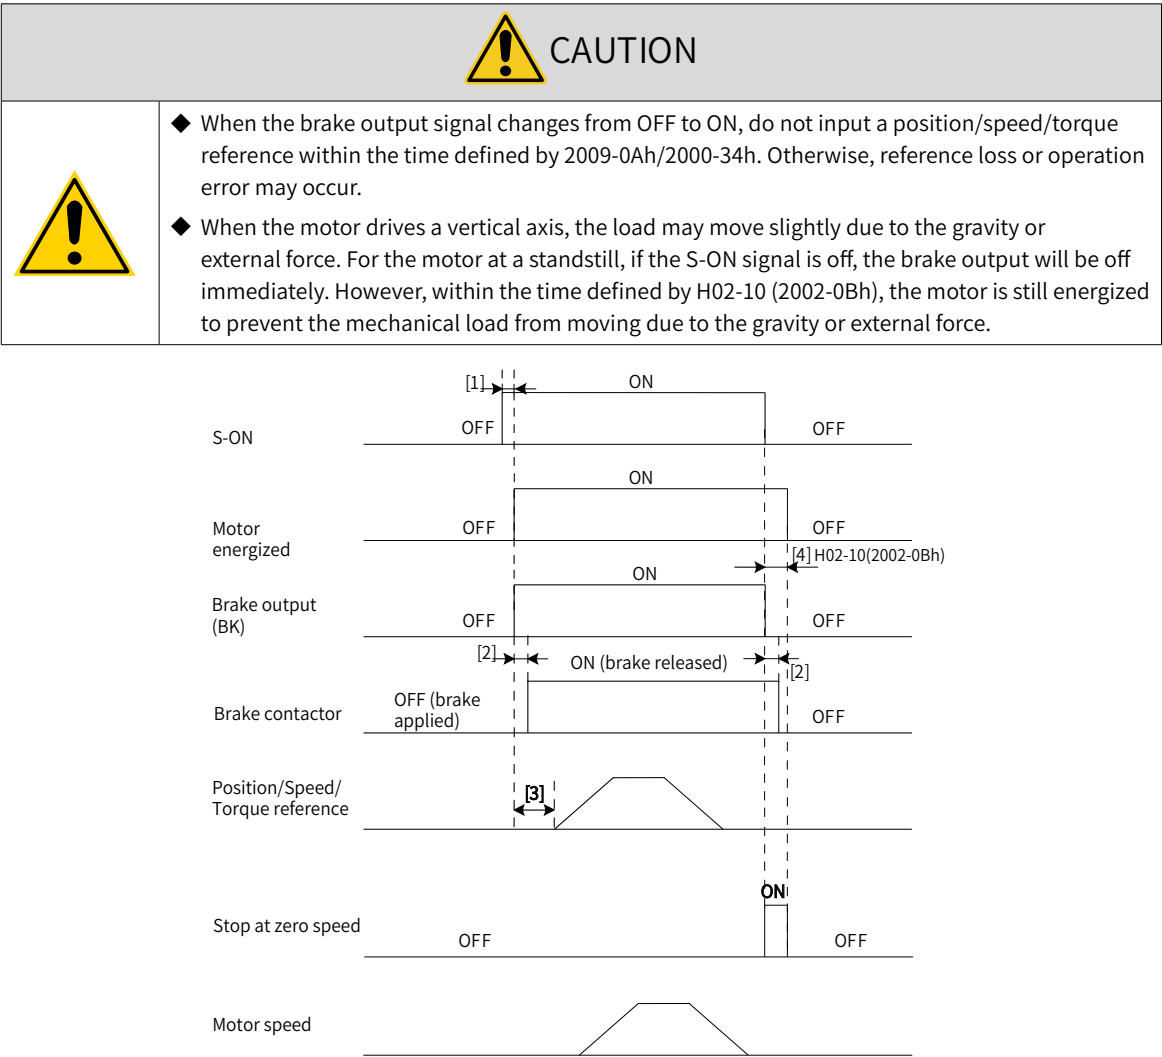 CAUTION
◆ When the brake output signal changes from OFF to ON, do not input a position/speed/torque
reference within the time defined by 2009-0Ah/2000-34h. Otherwise, reference loss or operation
error may occur.
◆ When the motor drives a vertical axis, the load may move slightly due to the gravity or
external force. For the motor at a standstill, if the S-ON signal is off, the brake output will be off
immediately. However, within the time defined by H02-10 (2002-0Bh), the motor is still energized
to prevent the mechanical load from moving due to the gravity or external force.
[1] ON
S-ON OFF OFF
ON
Motor
energized OFF OFF
[4] H02-10(2002-0Bh)
ON
Brake output
(BK) OFF OFF
[2] ON (brake released) [2]
Brake contactor OFF (brake
applied) OFF
Position/Speed/
Torque reference [3]
ON
Stop at zero speed OFF OFF
Motor speed